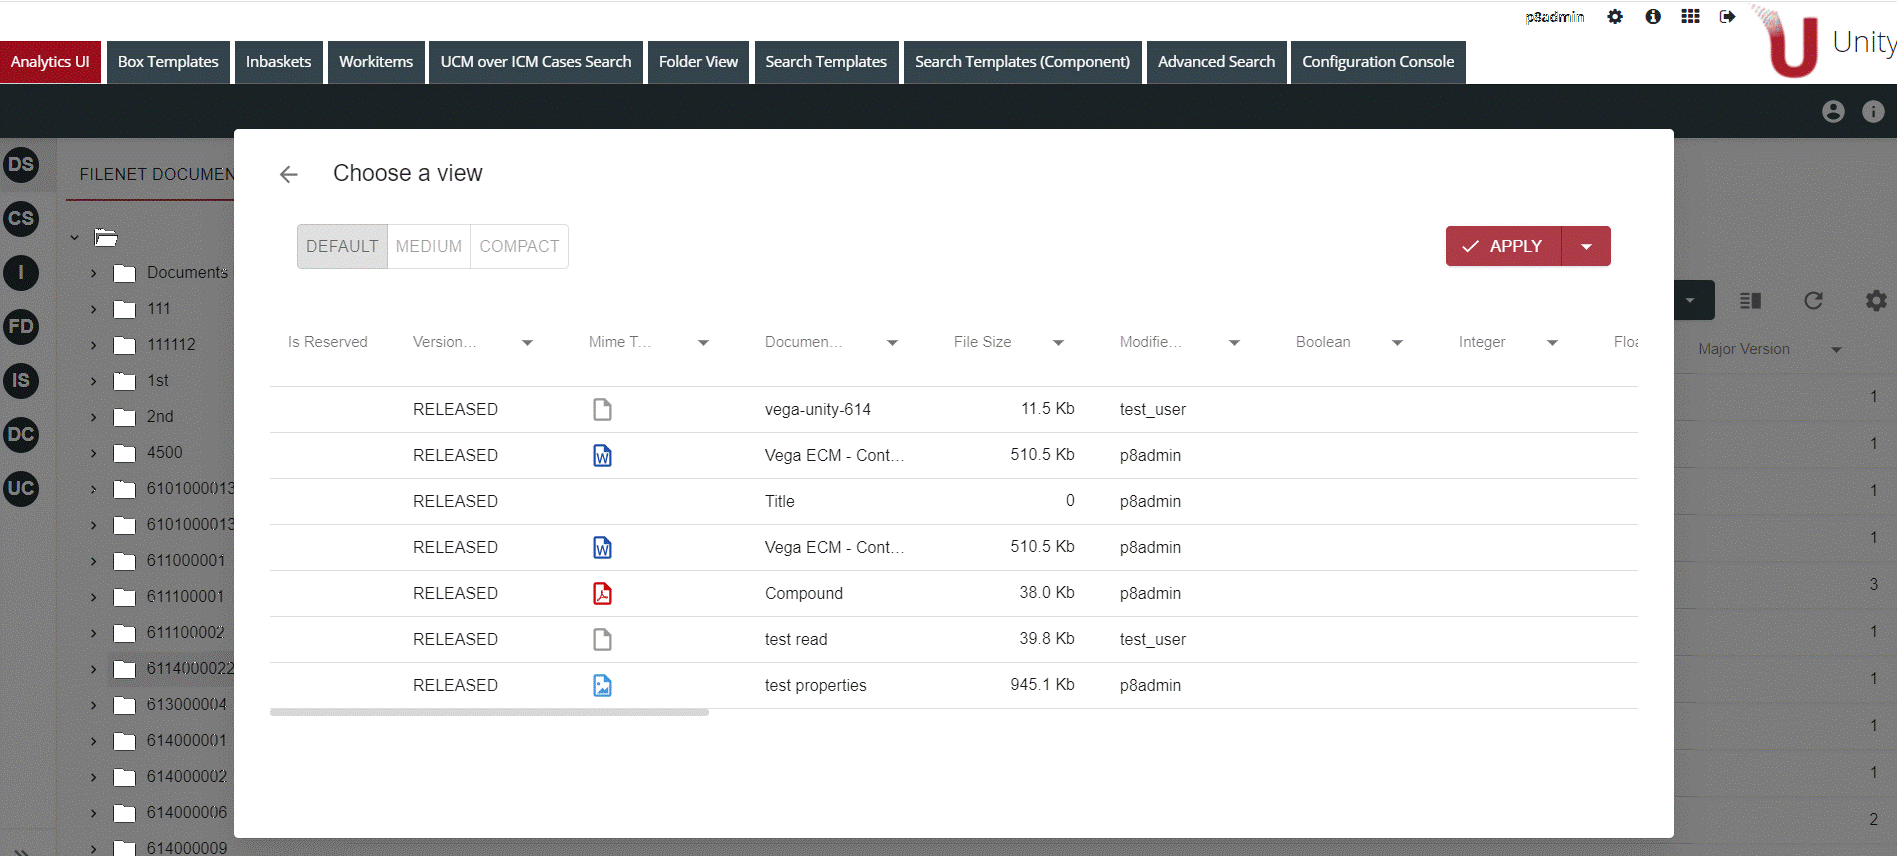 p8admin
Unity
Analytics UI
Box Templates
Inbaskets
Workitems
UCM over ICM Cases Search
Folder View
Search Templates
Search Templates (Component)
Advanced Search
Configuration Console
DS
CS
I
FD
IS
DC
UC
FILENET DOCUMEN
Documents
111
111112
1st
2nd
4500
6101000013
6101000013
611000001
611100001
611100002
6114000022
613000004
614000001
614000002
614000006
614000009
Choose a view
DEFAULT MEDIUM COMPACT
APPLY
Is Reserved Version... Mime T... Documen... File Size Modifie... Boolean Integer Floa
RELEASED vega-unity-614 11.5 Kb test_user
RELEASED Vega ECM - Cont... 510.5 Kb p8admin
RELEASED Title 0 p8admin
RELEASED Vega ECM - Cont... 510.5 Kb p8admin
RELEASED Compound 38.0 Kb p8admin
RELEASED test read 39.8 Kb test_user
RELEASED test properties 945.1 Kb p8admin
Major Version
1
1
1
1
3
1
1
1
1
2